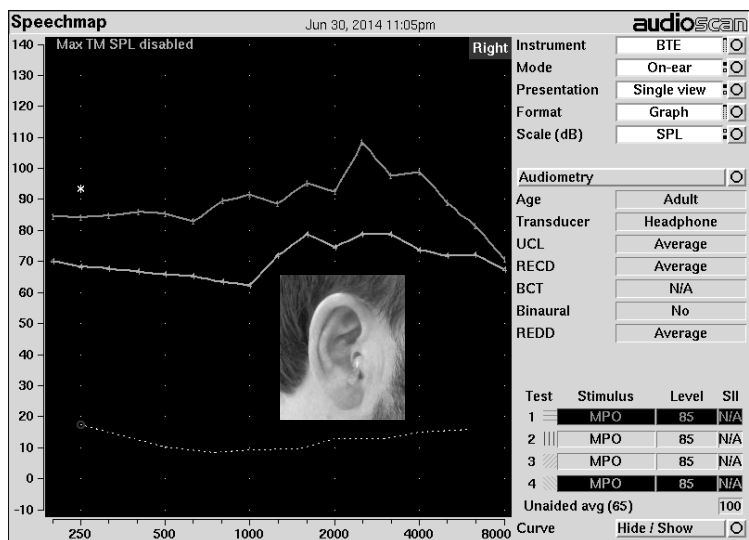 Speechmap Jun 30, 2014 11:05pm audioscan
Max TM SPL disabled Right
140
130
120
110
100
90
80
70
60
50
40
30
20
10
0
-10
250 500 1000 2000 4000 8000
Instrument BTE
Mode On-ear
Presentation Single view
Format Graph
Scale (dB) SPL
Audiometry
Age Adult
Transducer Headphone
UCL Average
RECD Average
BCT N/A
Binaural No
REDD Average
Test Stimulus Level SII
1 MPO 85 N/A
2 MPO 85 N/A
3 MPO 85 N/A
4 MPO 85 N/A
Unaided avg (65) 100
Curve Hide / Show